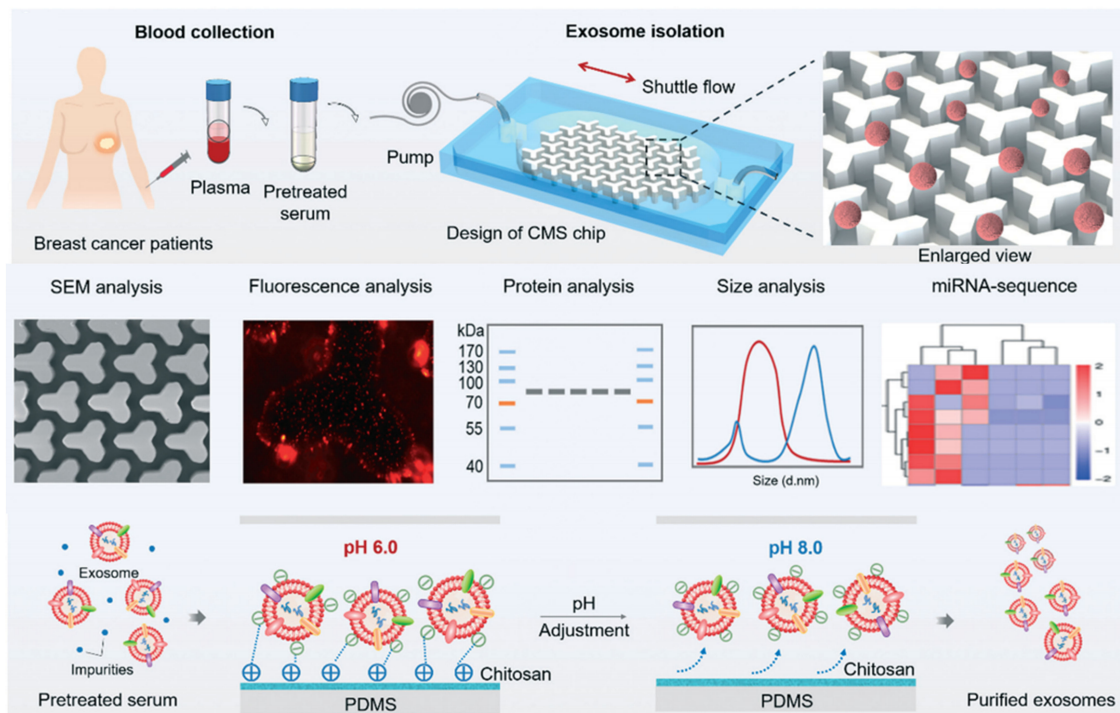 Blood collection
Exosome isolation
Shuttle flow
Pump
Plasma
Pretreated
serum
Breast cancer patients
Design of CMS chip
Enlarged view
SEM analysis
Fluorescence analysis
Protein analysis
Size analysis
miRNA-sequence
kDa
170
130
100
70
55
40
Size (d.nm)
2
1
0
−1
−2
Exosome
Impurities
Pretreated serum
pH 6.0
Chitosan
PDMS
pH
Adjustment
pH 8.0
Chitosan
PDMS
Purified exosomes